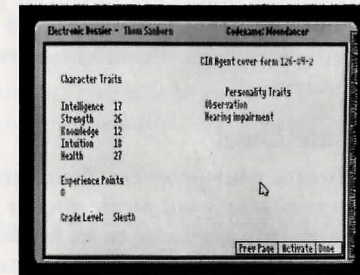 Electronic Dossier - Thom Sanborn Codename: Moondancer
CIA Agent cover form 126-04-2
Character Traits
Personality Traits
Intelligence 17
Observation
Strength 26
Hearing impairment
Knowledge 12
Intuition 18
Health 27
Experience Points
0
Grade Level: Sleuth
Prev Page Activate Done